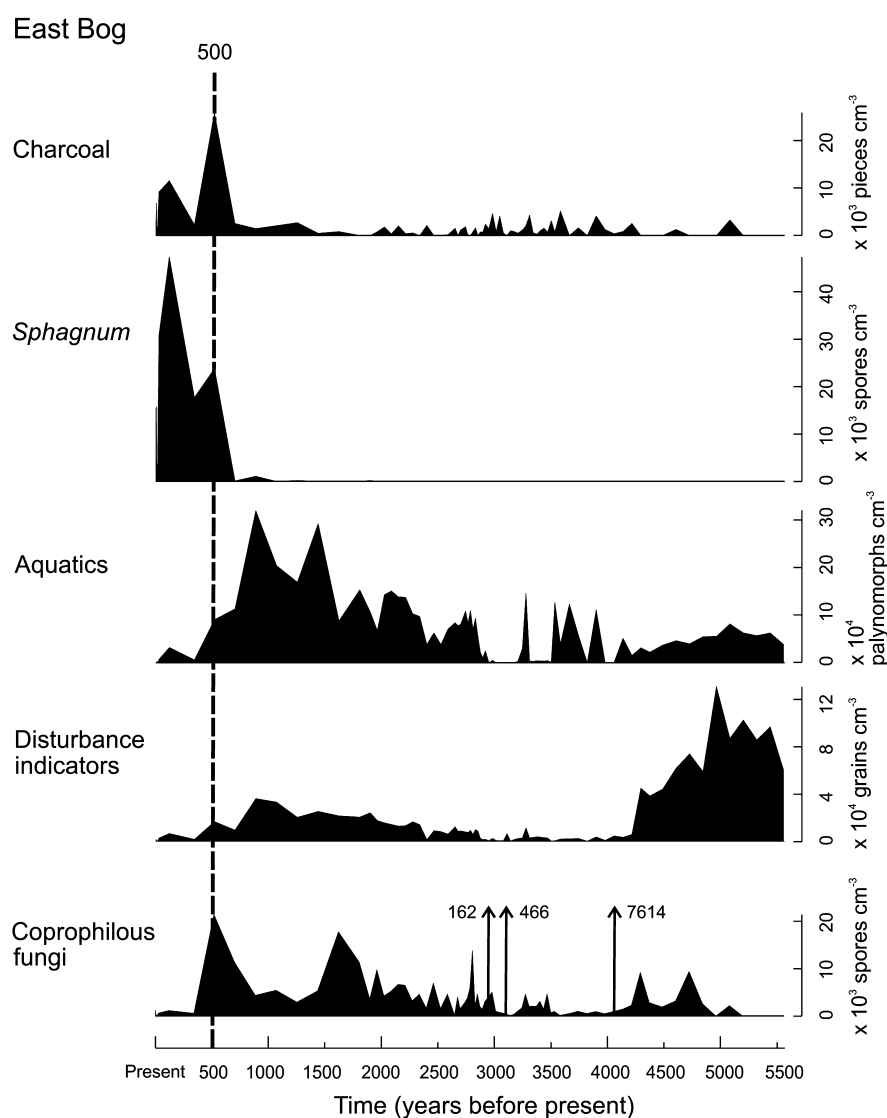 East Bog
500
Charcoal
0
10
20
x 10³ pieces cm⁻³
Sphagnum
0
10
20
30
40
x 10³ spores cm⁻³
Aquatics
0
10
20
30
x 10⁴
palynomorphs cm⁻³
Disturbance
indicators
0
4
8
12
x 10⁴ grains cm⁻³
Coprophilous
fungi
162
466
7614
0
10
20
x 10³ spores cm⁻³
Present 500 1000 1500 2000 2500 3000 3500 4000 4500 5000 5500
Time (years before present)